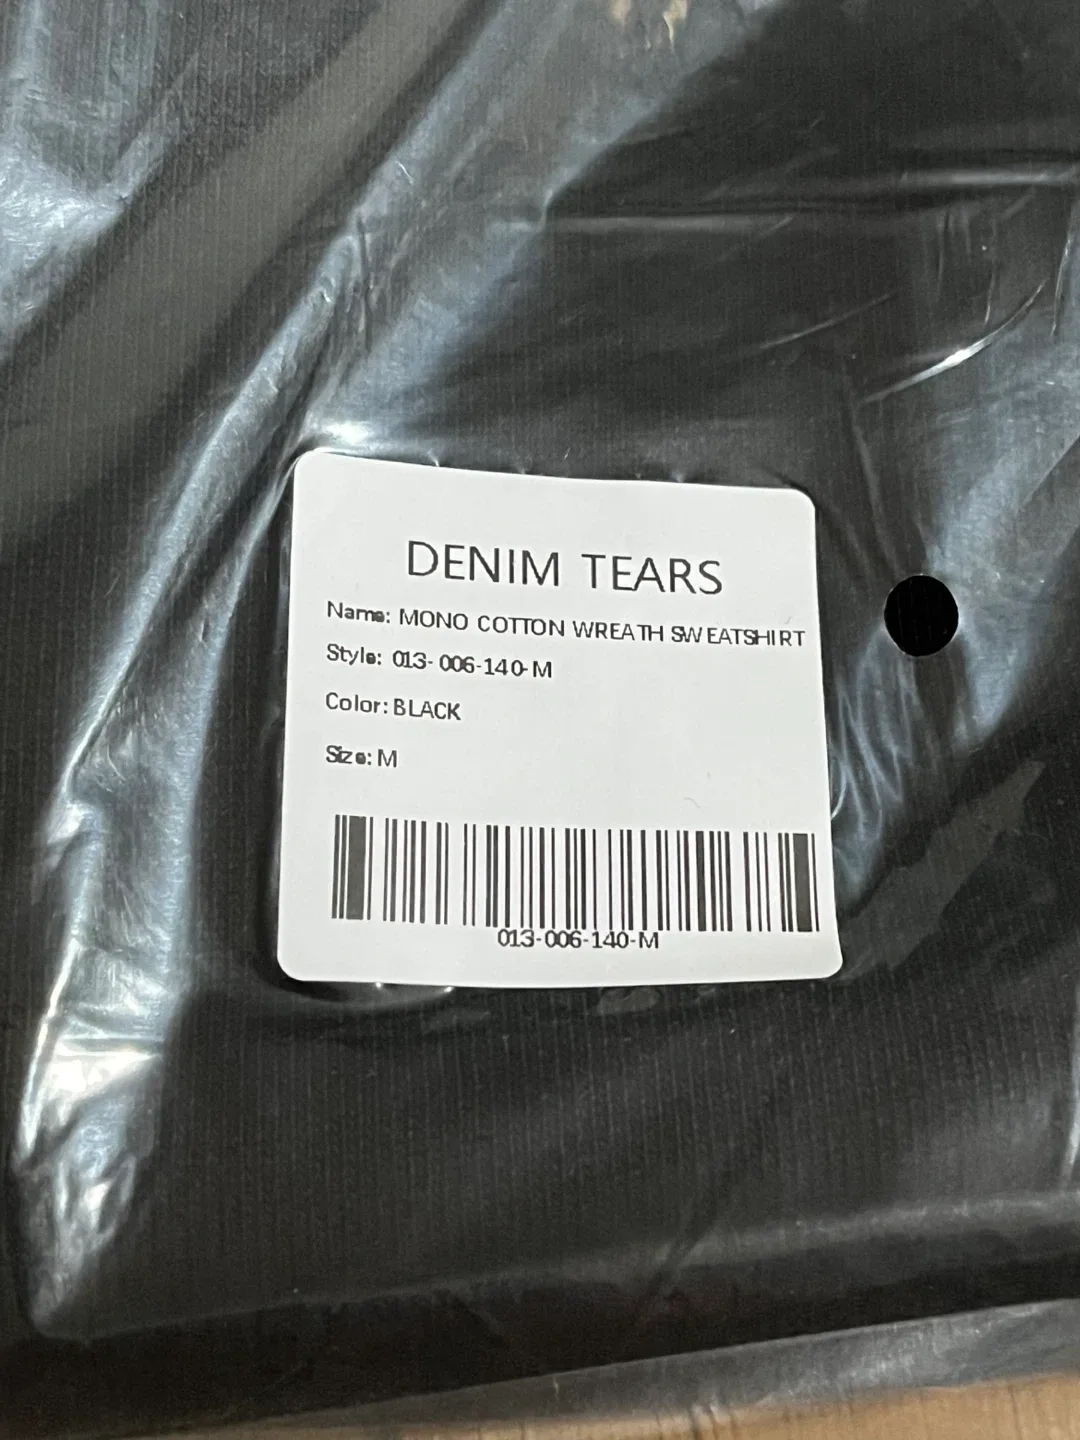 DENIM TEARS
Name: MONO COTTON WREATH SWEATSHIRT
Style: 013-006-140-M
Color: BLACK
Size: M
013-006-140-M